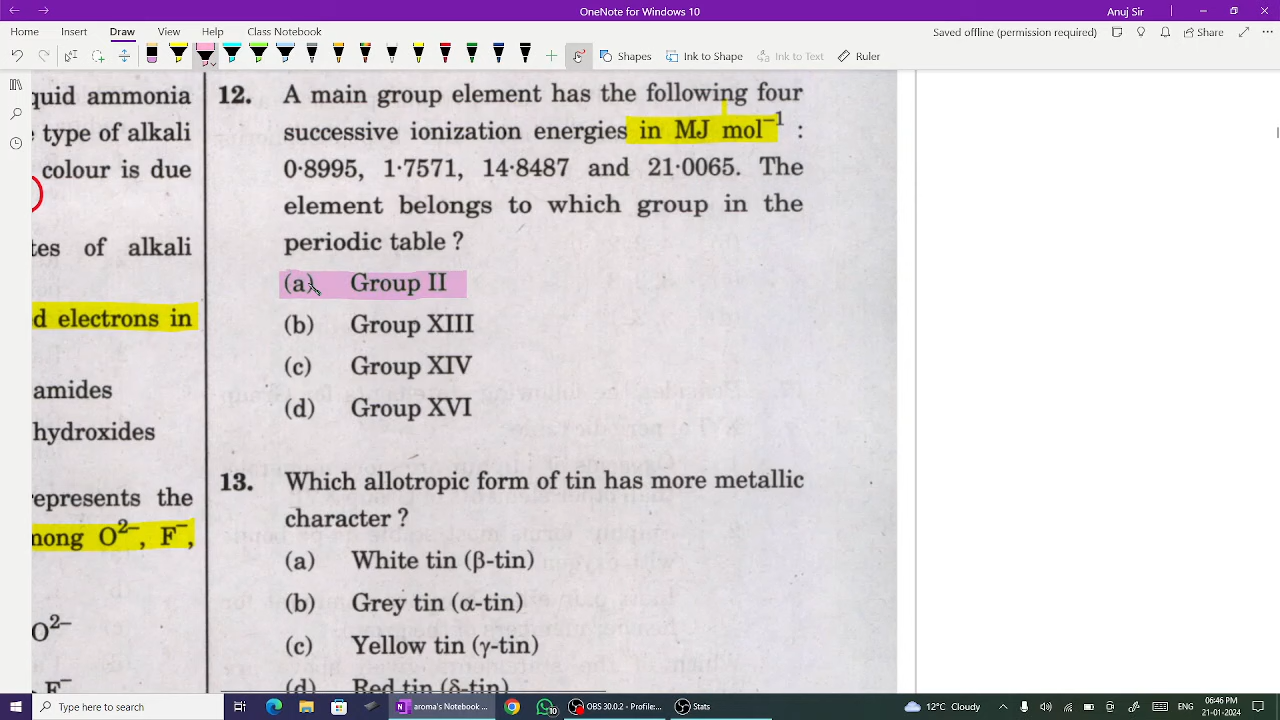 OneNote for Windows 10
Anuj Sir
Home Insert Draw View Help Class Notebook
Saved offline (permission required) Share
Shapes Ink to Shape Ink to Text Ruler
quid ammonia
type of alkali
colour is due
tes of alkali
d electrons in
amides
hydroxides
epresents the
nong O²⁻, F⁻,
O²⁻
F⁻
12. A main group element has the following four
successive ionization energies in MJ mol⁻¹ :
0·8995, 1·7571, 14·8487 and 21·0065. The
element belongs to which group in the
periodic table ?
(a) Group II
(b) Group XIII
(c) Group XIV
(d) Group XVI
13. Which allotropic form of tin has more metallic
character ?
(a) White tin (β-tin)
(b) Grey tin (α-tin)
(c) Yellow tin (γ-tin)
(d) Red tin (δ-tin)
Type here to search
aroma's Notebook ...
OBS 30.0.2 - Profile:...
Stats
12°C Cloudy
06:46 PM
21-01-2024